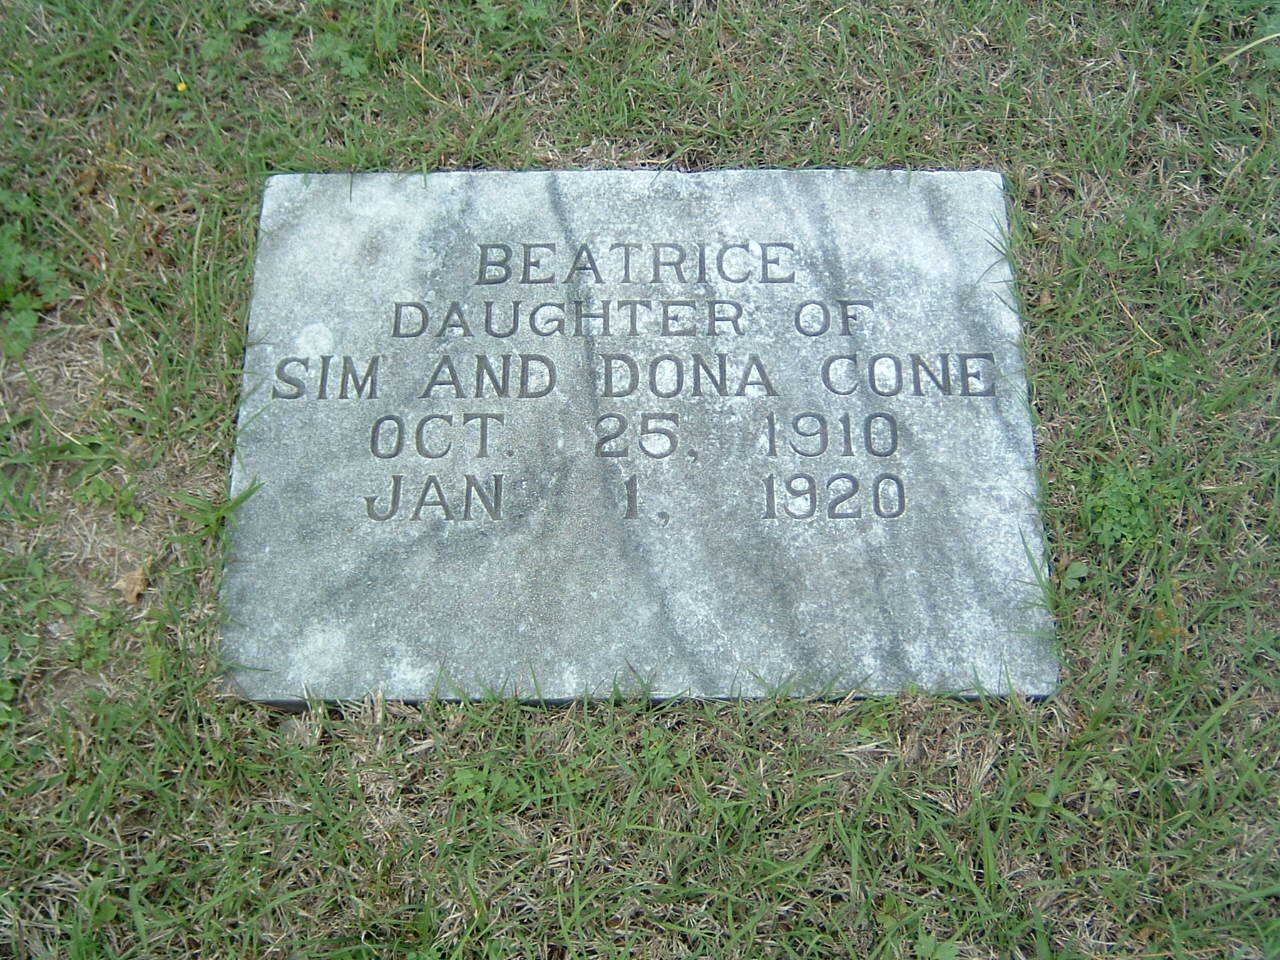 BEATRICE
DAUGHTER OF
SIM AND DONA CONE
OCT. 25, 1910
JAN 1, 1920